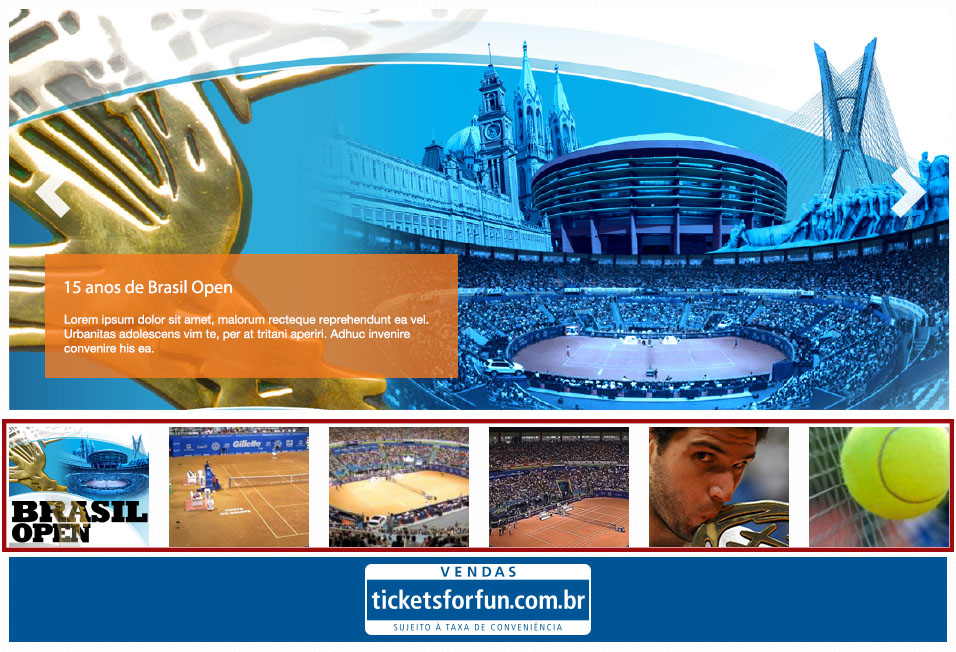 15 anos de Brasil Open
Lorem ipsum dolor sit amet, malorum recteque reprehendunt ea vel.
Urbanitas adolescens vim te, per at tritani aperiri. Adhuc invenire
convenire his ea.
BRASIL
OPEN
Gillette
VENDAS
ticketsforfun.com.br
SUJEITO A TAXA DE CONVENIÊNCIA